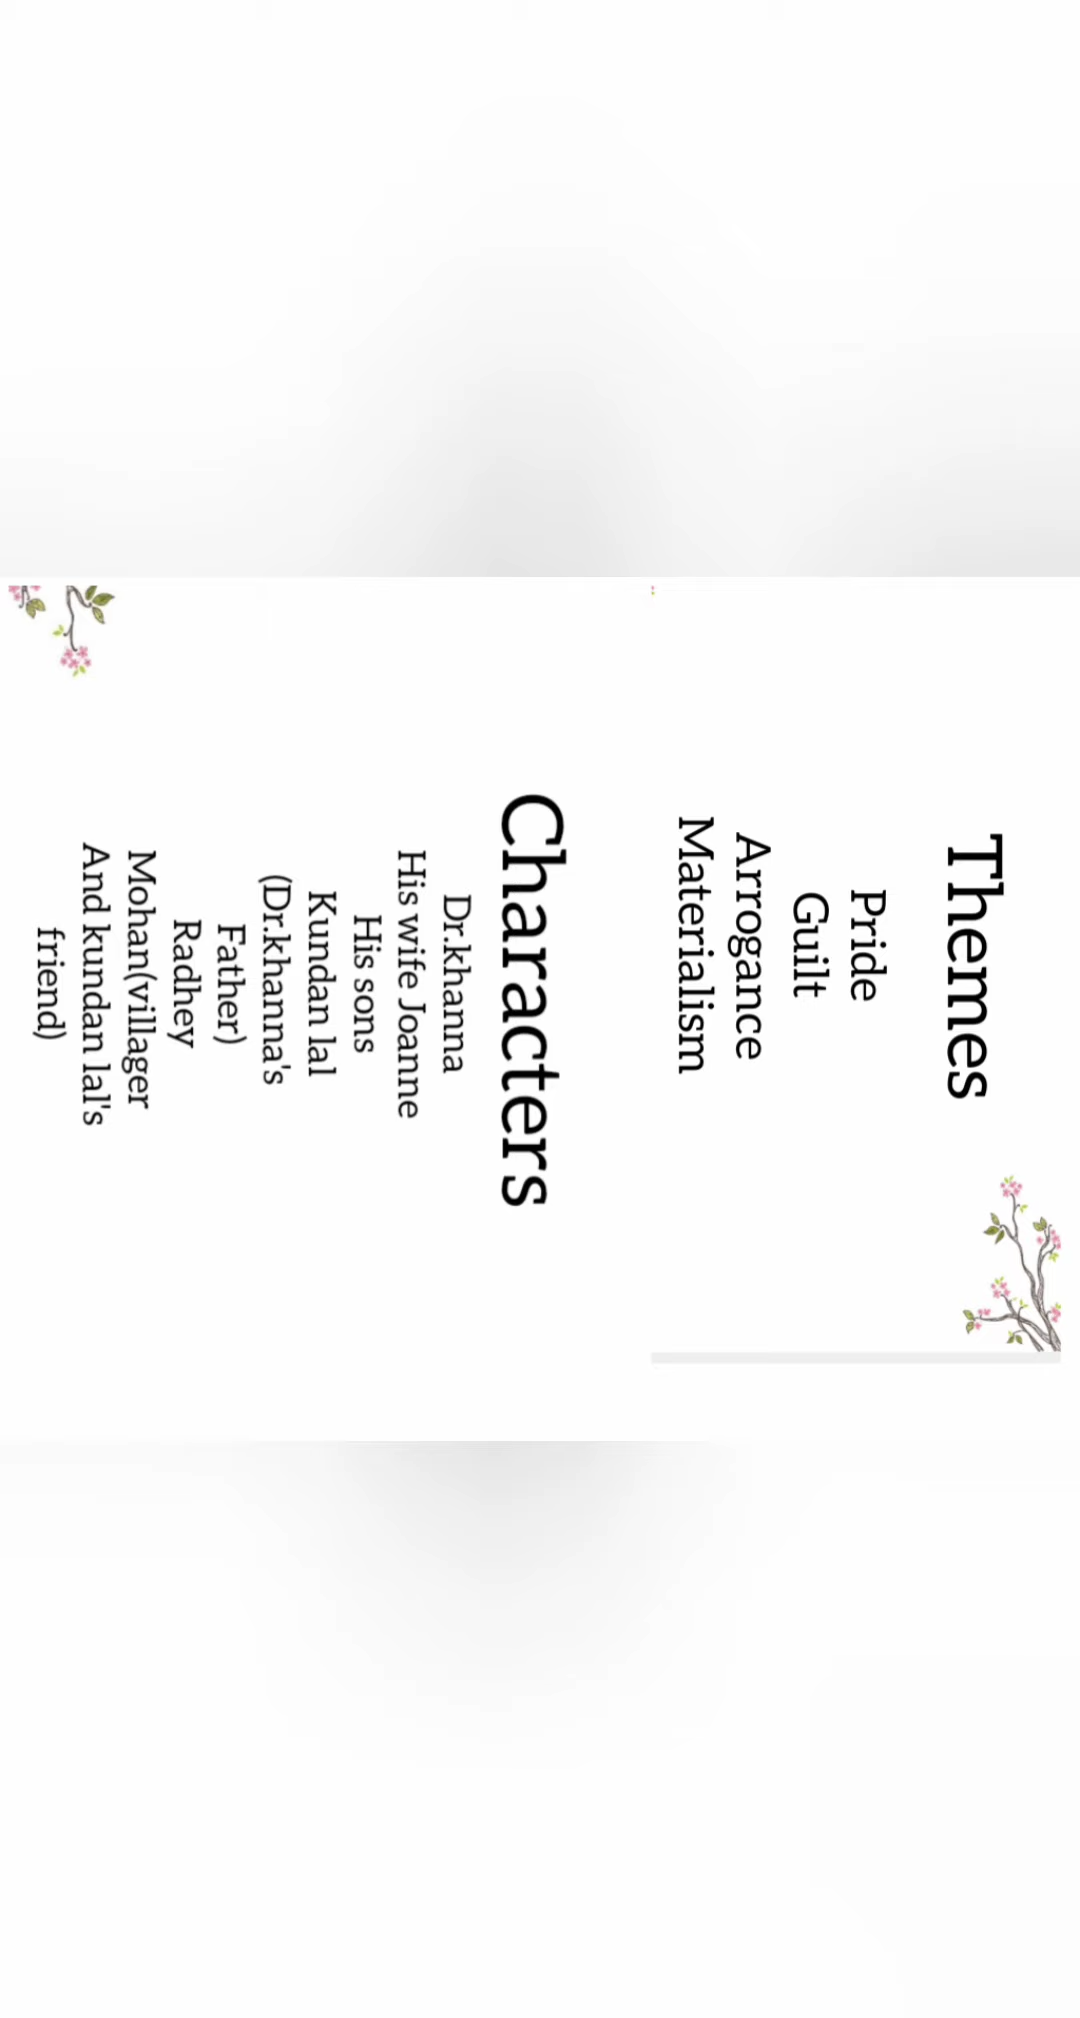 Themes
Pride
Guilt
Arrogance
Materialism
Characters
Dr.khanna
His wife Joanne
His sons
Kundan lal
(Dr.khanna's
Father)
Radhey
Mohan(villager
And kundan lal's
friend)